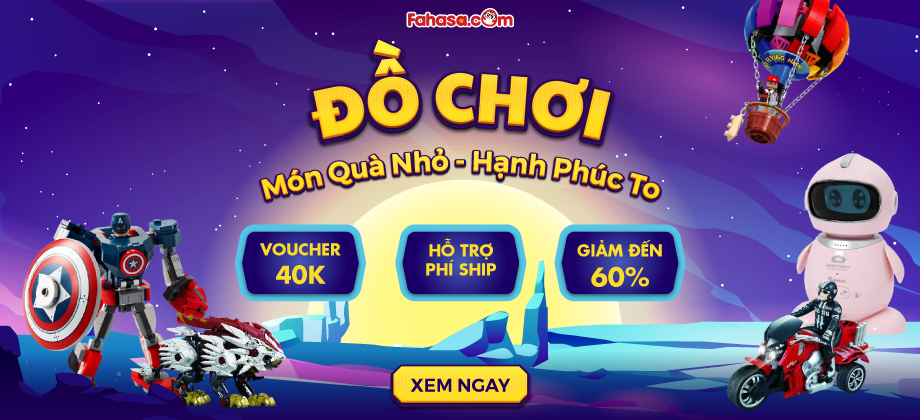 Fahasa.com
ĐỒ CHƠI
Món Quà Nhỏ - Hạnh Phúc To
VOUCHER
40K
HỖ TRỢ
PHÍ SHIP
GIẢM ĐẾN
60%
XEM NGAY